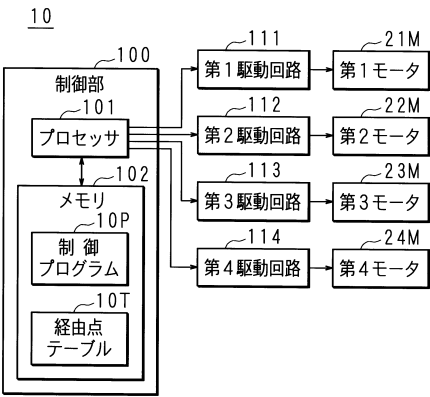 10
100
制御部
101
プロセッサ
102
メモリ
10P
制 御
プログラム
10T
経由点
テーブル
111
第1駆動回路
21M
第1モータ
112
第2駆動回路
22M
第2モータ
113
第3駆動回路
23M
第3モータ
114
第4駆動回路
24M
第4モータ